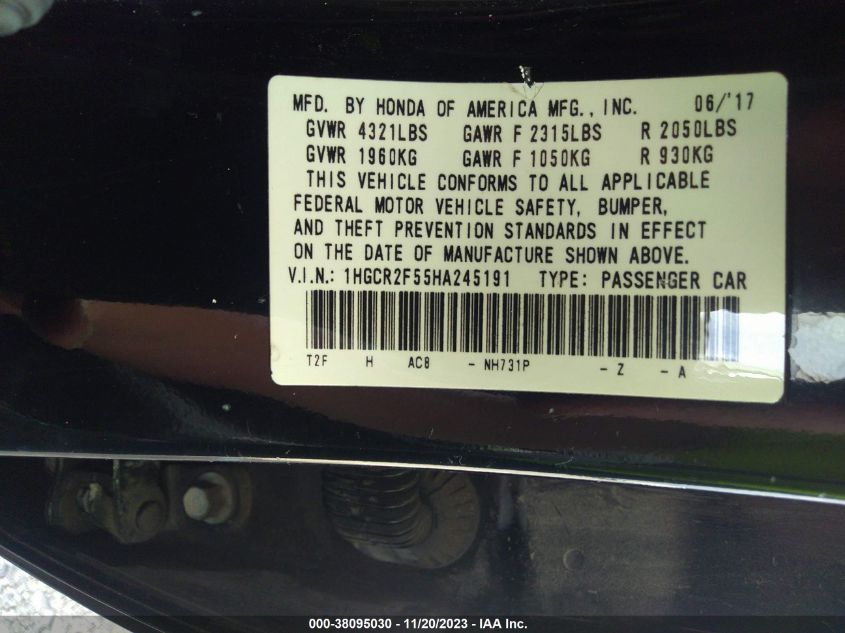 MFD. BY HONDA OF AMERICA MFG., INC. 06/'17
GVWR 4321LBS GAWR F 2315LBS R 2050LBS
GVWR 1960KG GAWR F 1050KG R 930KG
THIS VEHICLE CONFORMS TO ALL APPLICABLE
FEDERAL MOTOR VEHICLE SAFETY, BUMPER,
AND THEFT PREVENTION STANDARDS IN EFFECT
ON THE DATE OF MANUFACTURE SHOWN ABOVE.
V.I.N.: 1HGCR2F55HA245191 TYPE: PASSENGER CAR
T2F H AC8 - NH731P - Z - A
000-38095030 - 11/20/2023 - IAA Inc.